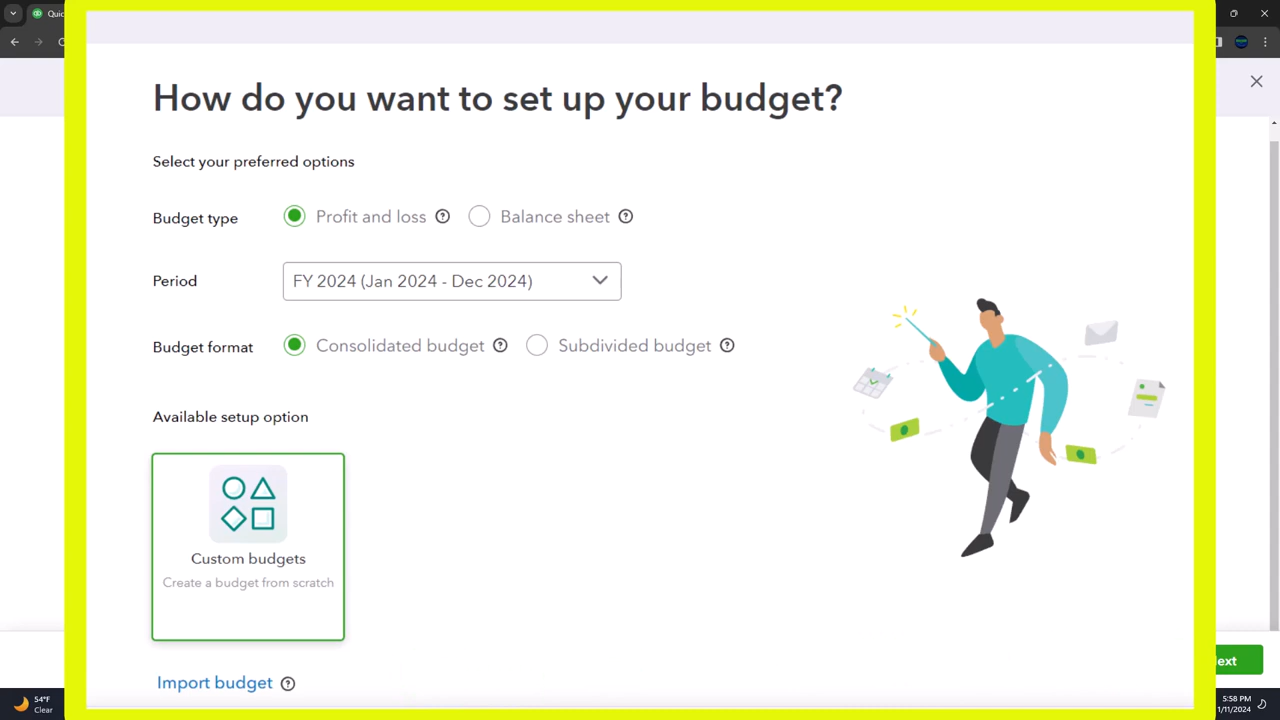 Quic
How do you want to set up your budget?
Select your preferred options
Budget type Profit and loss ? Balance sheet ?
Period FY 2024 (Jan 2024 - Dec 2024)
Budget format Consolidated budget ? Subdivided budget ?
Available setup option
Custom budgets
Create a budget from scratch
Import budget ?
ext
54°F
Clear
5:58 PM
1/11/2024